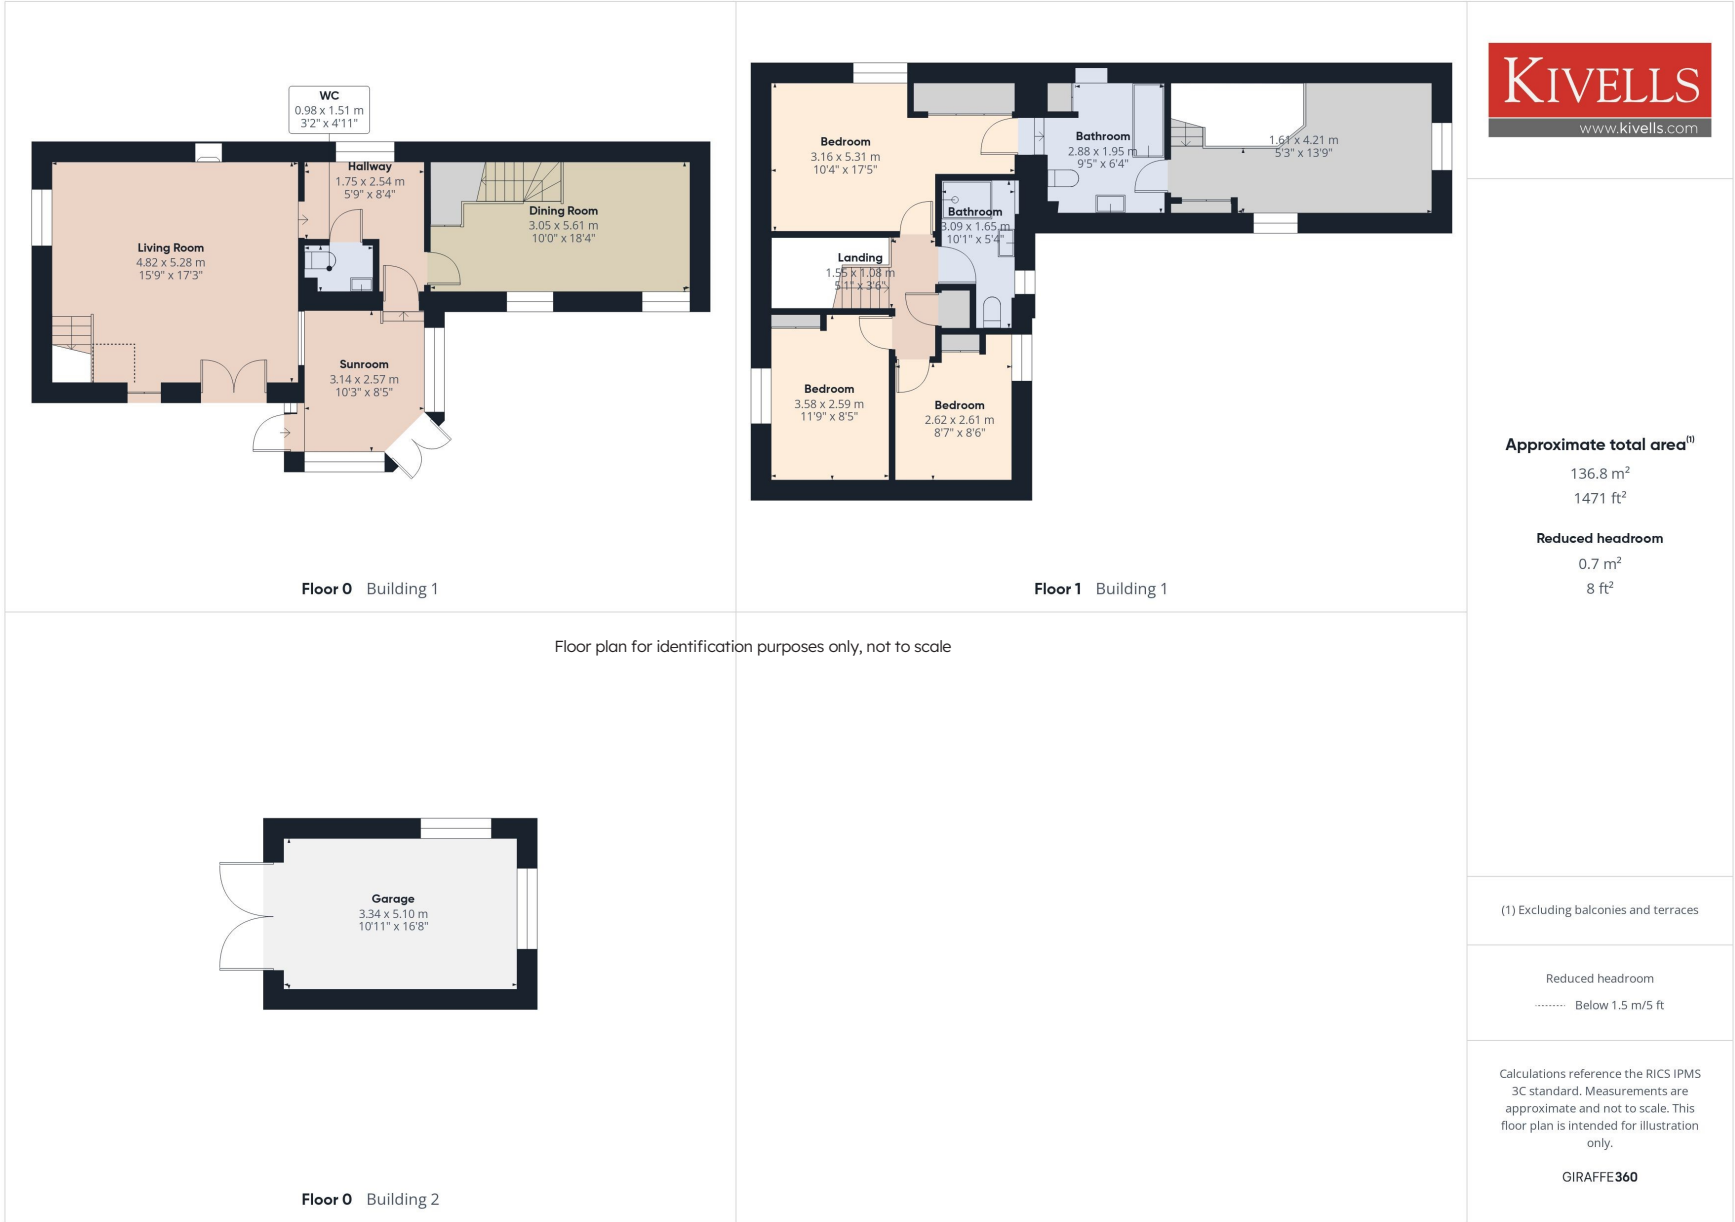 WC
0.98 x 1.51 m
3'2" x 4'11"
Hallway
1.75 x 2.54 m
5'9" x 8'4"
Dining Room
3.05 x 5.61 m
10'0" x 18'4"
Living Room
4.82 x 5.28 m
15'9" x 17'3"
Sunroom
3.14 x 2.57 m
10'3" x 8'5"
Floor 0 Building 1
Bedroom
3.16 x 5.31 m
10'4" x 17'5"
Bathroom
2.88 x 1.95 m
9'5" x 6'4"
1.61 x 4.21 m
5'3" x 13'9"
Bathroom
3.09 x 1.65 m
10'1" x 5'4"
Landing
1.55 x 1.08 m
5'1" x 3'6"
Bedroom
3.58 x 2.59 m
11'9" x 8'5"
Bedroom
2.62 x 2.61 m
8'7" x 8'6"
Floor 1 Building 1
Floor plan for identification purposes only, not to scale
Garage
3.34 x 5.10 m
10'11" x 16'8"
Floor 0 Building 2
KIVELLS
www.kivells.com
Approximate total area(1)
136.8 m²
1471 ft²
Reduced headroom
0.7 m²
8 ft²
(1) Excluding balconies and terraces
Reduced headroom
Below 1.5 m/5 ft
Calculations reference the RICS IPMS
3C standard. Measurements are
approximate and not to scale. This
floor plan is intended for illustration
only.
GIRAFFE360